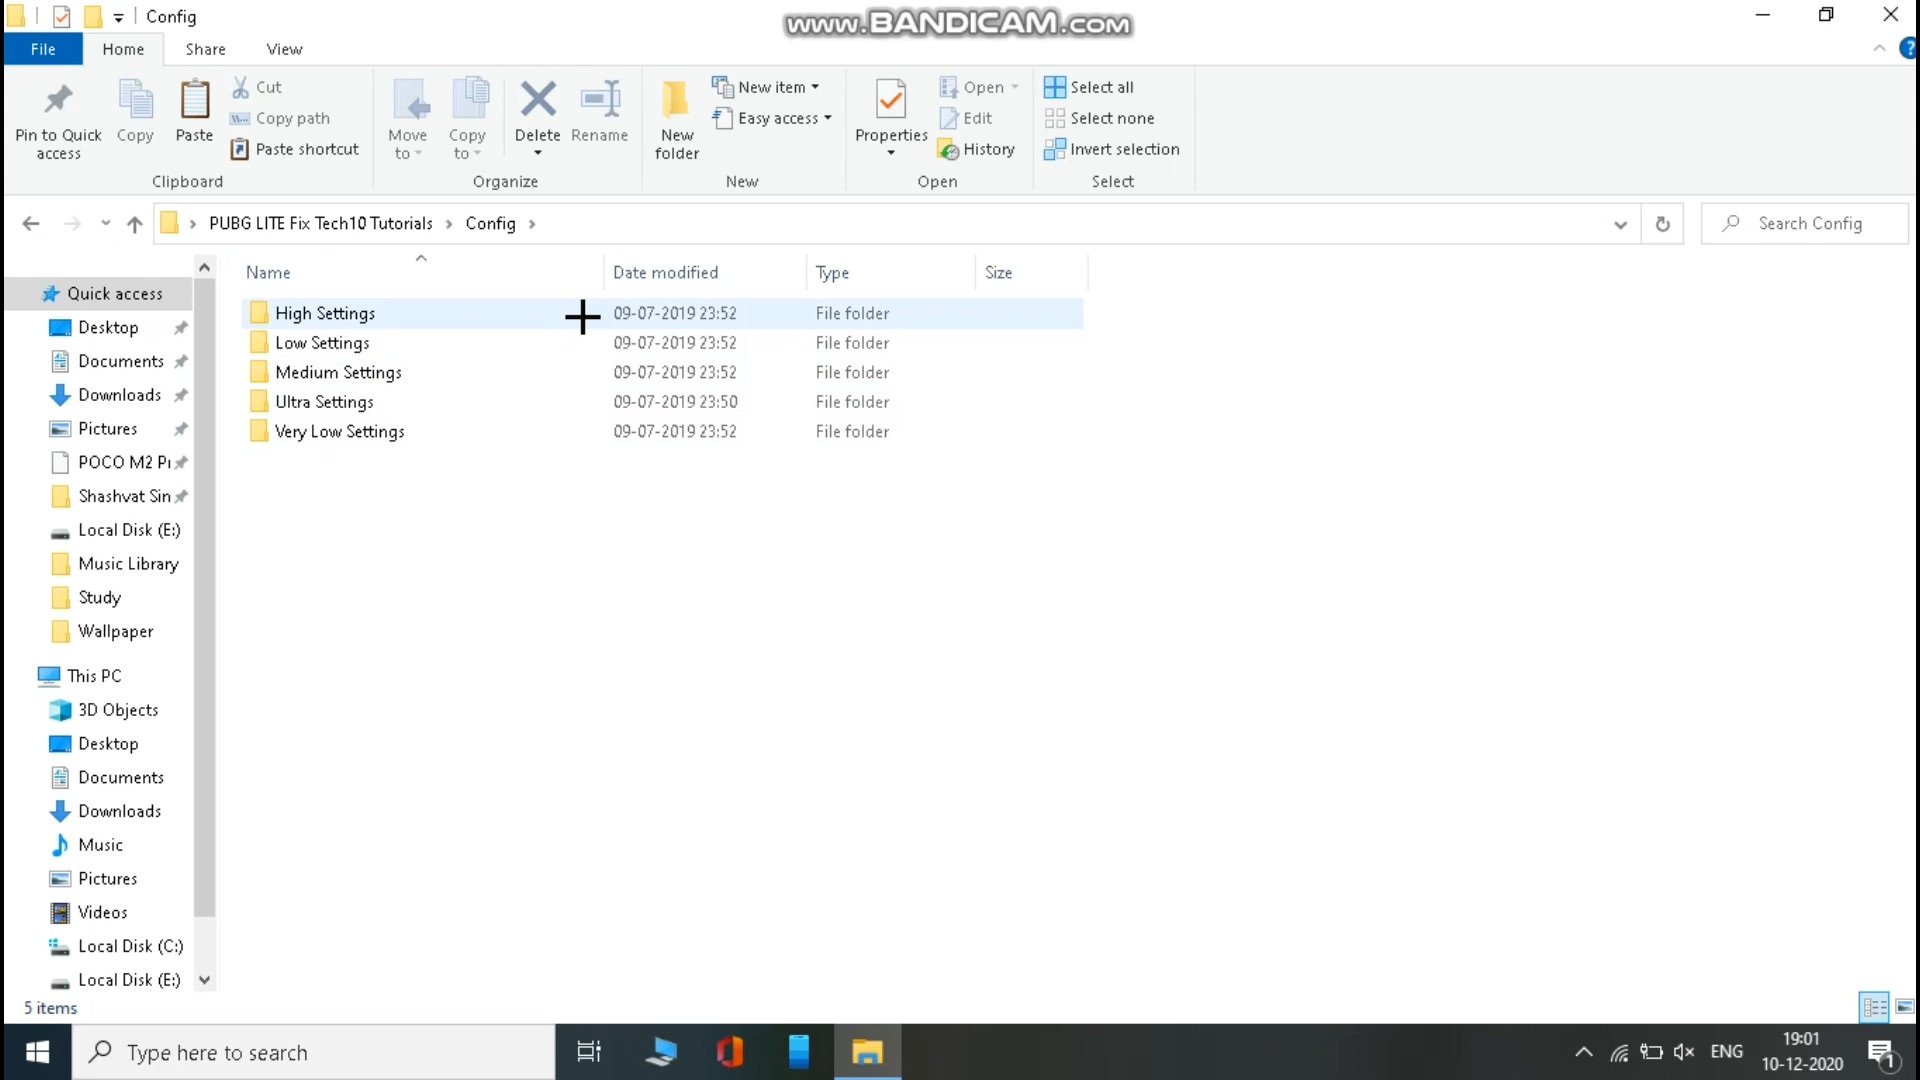 Config
www.BANDICAM.com
File
Home
Share
View
Pin to Quick access
Copy
Paste
Cut
Copy path
Paste shortcut
Clipboard
Move to
Copy to
Delete
Rename
Organize
New folder
New item
Easy access
New
Properties
Open
Edit
History
Open
Select all
Select none
Invert selection
Select
PUBG LITE Fix Tech10 Tutorials
Config
Search Config
Name
Date modified
Type
Size
High Settings 09-07-2019 23:52 File folder
Low Settings 09-07-2019 23:52 File folder
Medium Settings 09-07-2019 23:52 File folder
Ultra Settings 09-07-2019 23:50 File folder
Very Low Settings 09-07-2019 23:52 File folder
Quick access
Desktop
Documents
Downloads
Pictures
POCO M2 Pr
Shashvat Sin
Local Disk (E:)
Music Library
Study
Wallpaper
This PC
3D Objects
Desktop
Documents
Downloads
Music
Pictures
Videos
Local Disk (C:)
Local Disk (E:)
5 items
Type here to search
ENG
19:01
10-12-2020
1